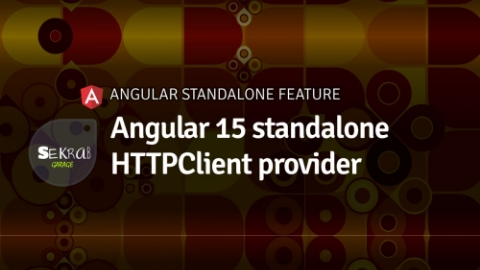 ANGULAR STANDALONE FEATURE
Angular 15 standalone
HTTPClient provider
SEKRAB
GARAGE